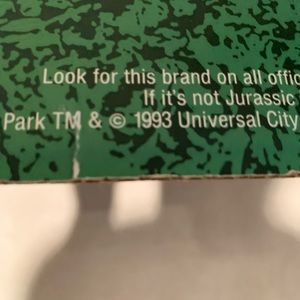 Look for this brand on all offic
If it's not Jurassic
Park TM & © 1993 Universal City